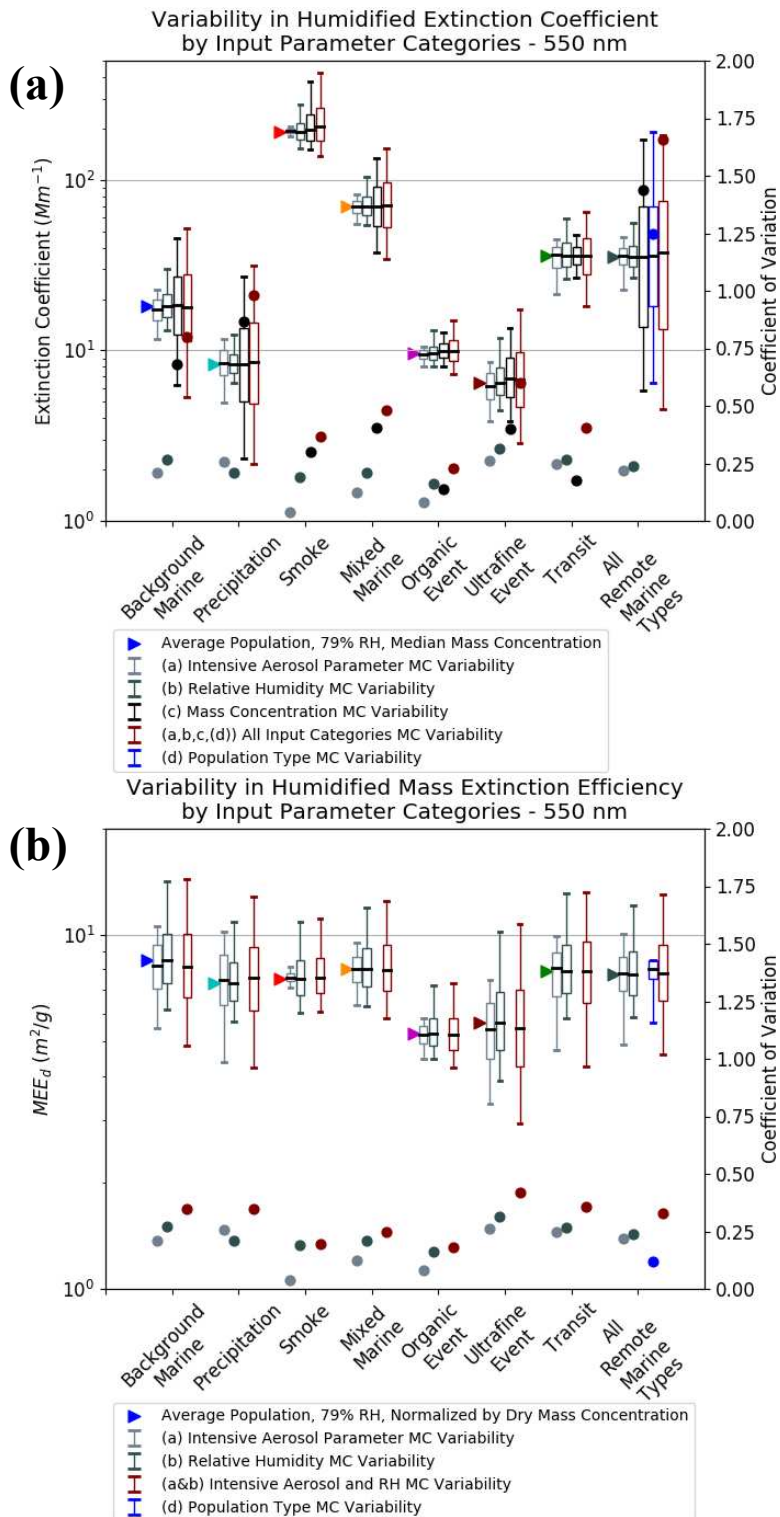 Variability in Humidified Extinction Coefficient
by Input Parameter Categories - 550 nm
(a)
Extinction Coefficient (Mm⁻¹)
10²
10¹
10⁰
2.00
1.75
1.50
1.25
1.00
0.75
0.50
0.25
0.00
Coefficient of Variation
Background
Marine
Precipitation
Smoke
Mixed
Marine
Organic
Event
Ultrafine
Event
Transit
All
Remote
Marine
Types
Average Population, 79% RH, Median Mass Concentration
(a) Intensive Aerosol Parameter MC Variability
(b) Relative Humidity MC Variability
(c) Mass Concentration MC Variability
(a,b,c,(d)) All Input Categories MC Variability
(d) Population Type MC Variability
Variability in Humidified Mass Extinction Efficiency
by Input Parameter Categories - 550 nm
(b)
MEE_d (m²/g)
10¹
10⁰
2.00
1.75
1.50
1.25
1.00
0.75
0.50
0.25
0.00
Coefficient of Variation
Background
Marine
Precipitation
Smoke
Mixed
Marine
Organic
Event
Ultrafine
Event
Transit
All
Remote
Marine
Types
Average Population, 79% RH, Normalized by Dry Mass Concentration
(a) Intensive Aerosol Parameter MC Variability
(b) Relative Humidity MC Variability
(a&b) Intensive Aerosol and RH MC Variability
(d) Population Type MC Variability